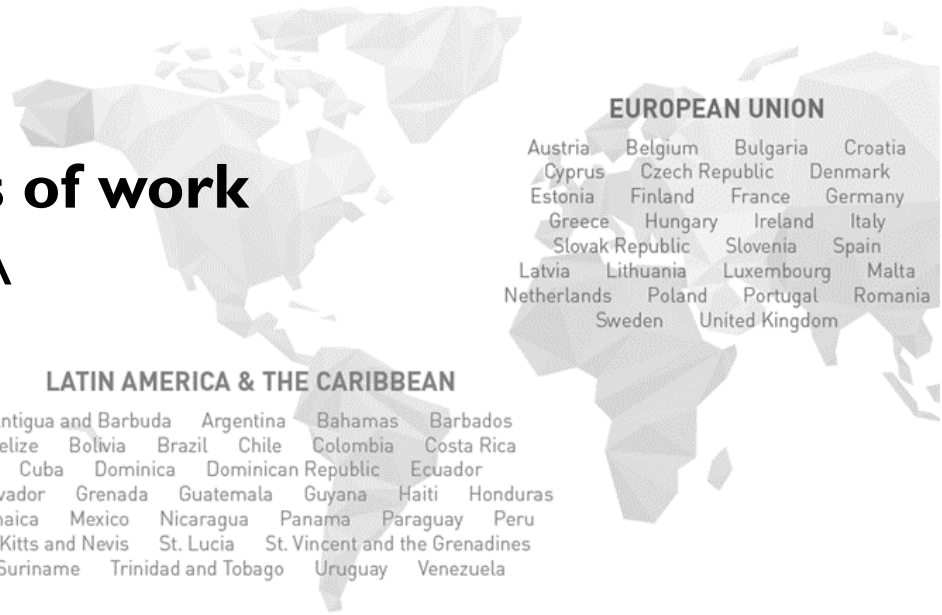 of work
EUROPEAN UNION
Austria Belgium Bulgaria Croatia
Cyprus Czech Republic Denmark
Estonia Finland France Germany
Greece Hungary Ireland Italy
Slovak Republic Slovenia Spain
Latvia Lithuania Luxembourg Malta
Netherlands Poland Portugal Romania
Sweden United Kingdom
LATIN AMERICA & THE CARIBBEAN
ntigua and Barbuda Argentina Bahamas Barbados
elize Bolivia Brazil Chile Colombia Costa Rica
Cuba Dominica Dominican Republic Ecuador
vador Grenada Guatemala Guyana Haiti Honduras
maica Mexico Nicaragua Panama Paraguay Peru
Kitts and Nevis St. Lucia St. Vincent and the Grenadines
Suriname Trinidad and Tobago Uruguay Venezuela